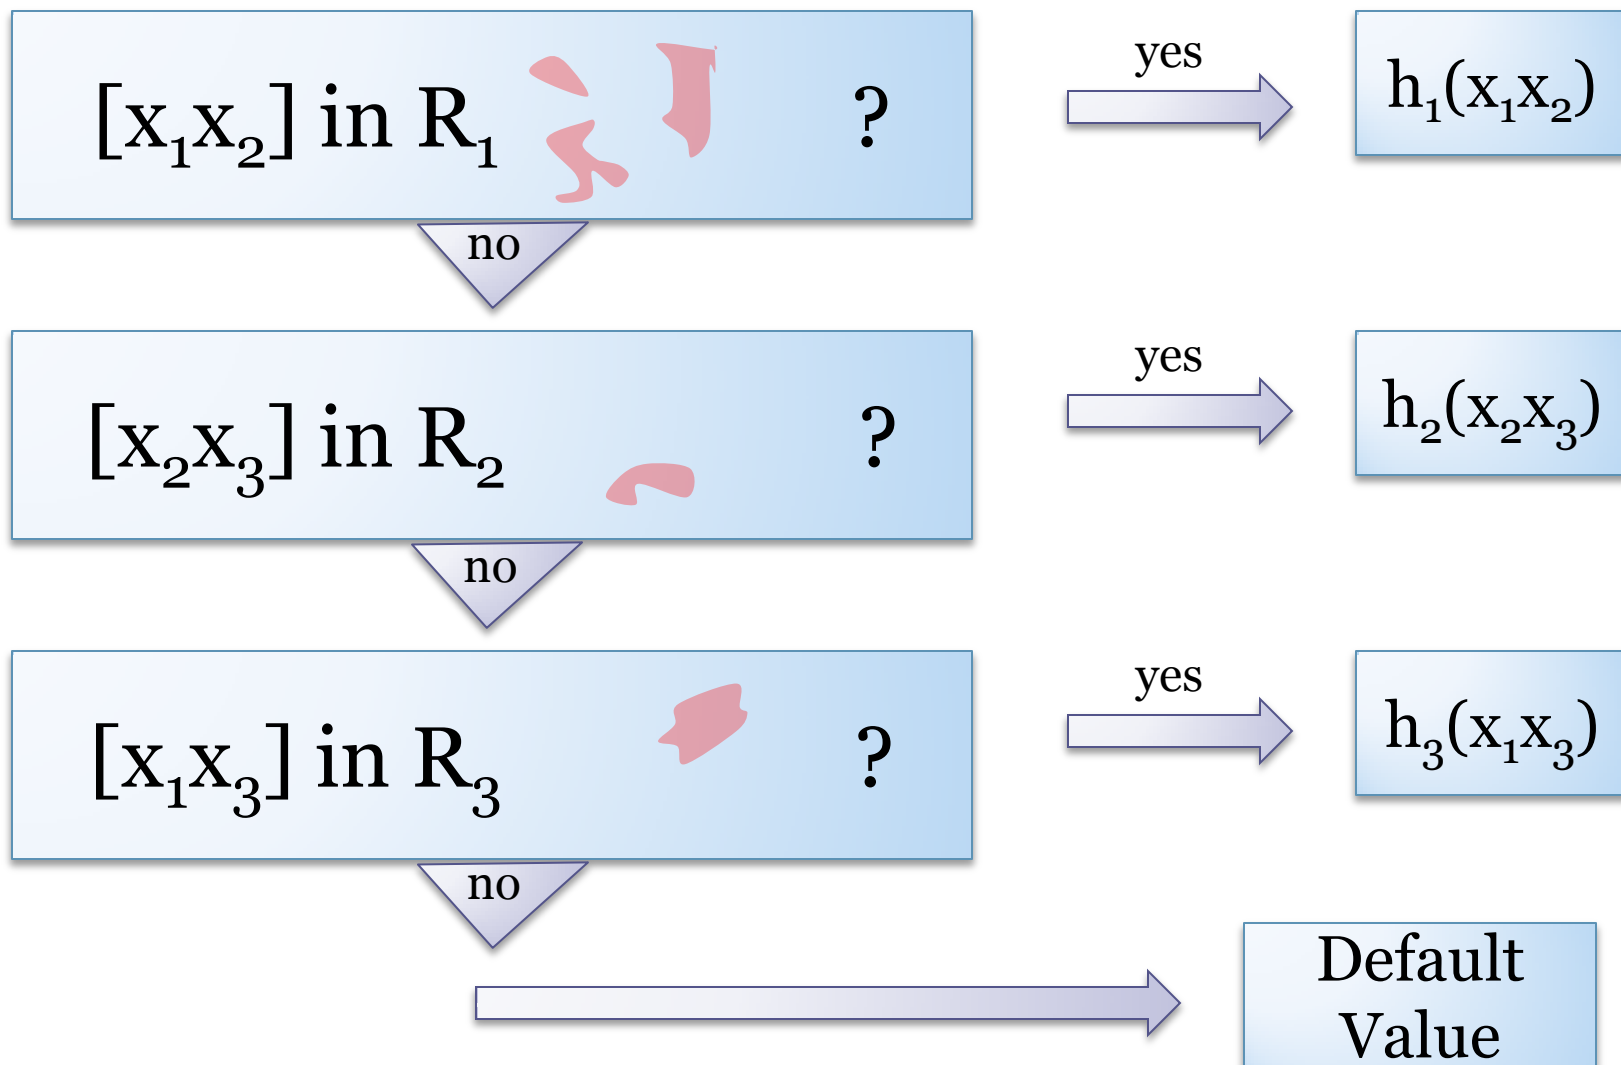 [x₁x₂] in R₁ ?
yes
h₁(x₁x₂)
no
[x₂x₃] in R₂ ?
yes
h₂(x₂x₃)
no
[x₁x₃] in R₃ ?
yes
h₃(x₁x₃)
no
Default
Value